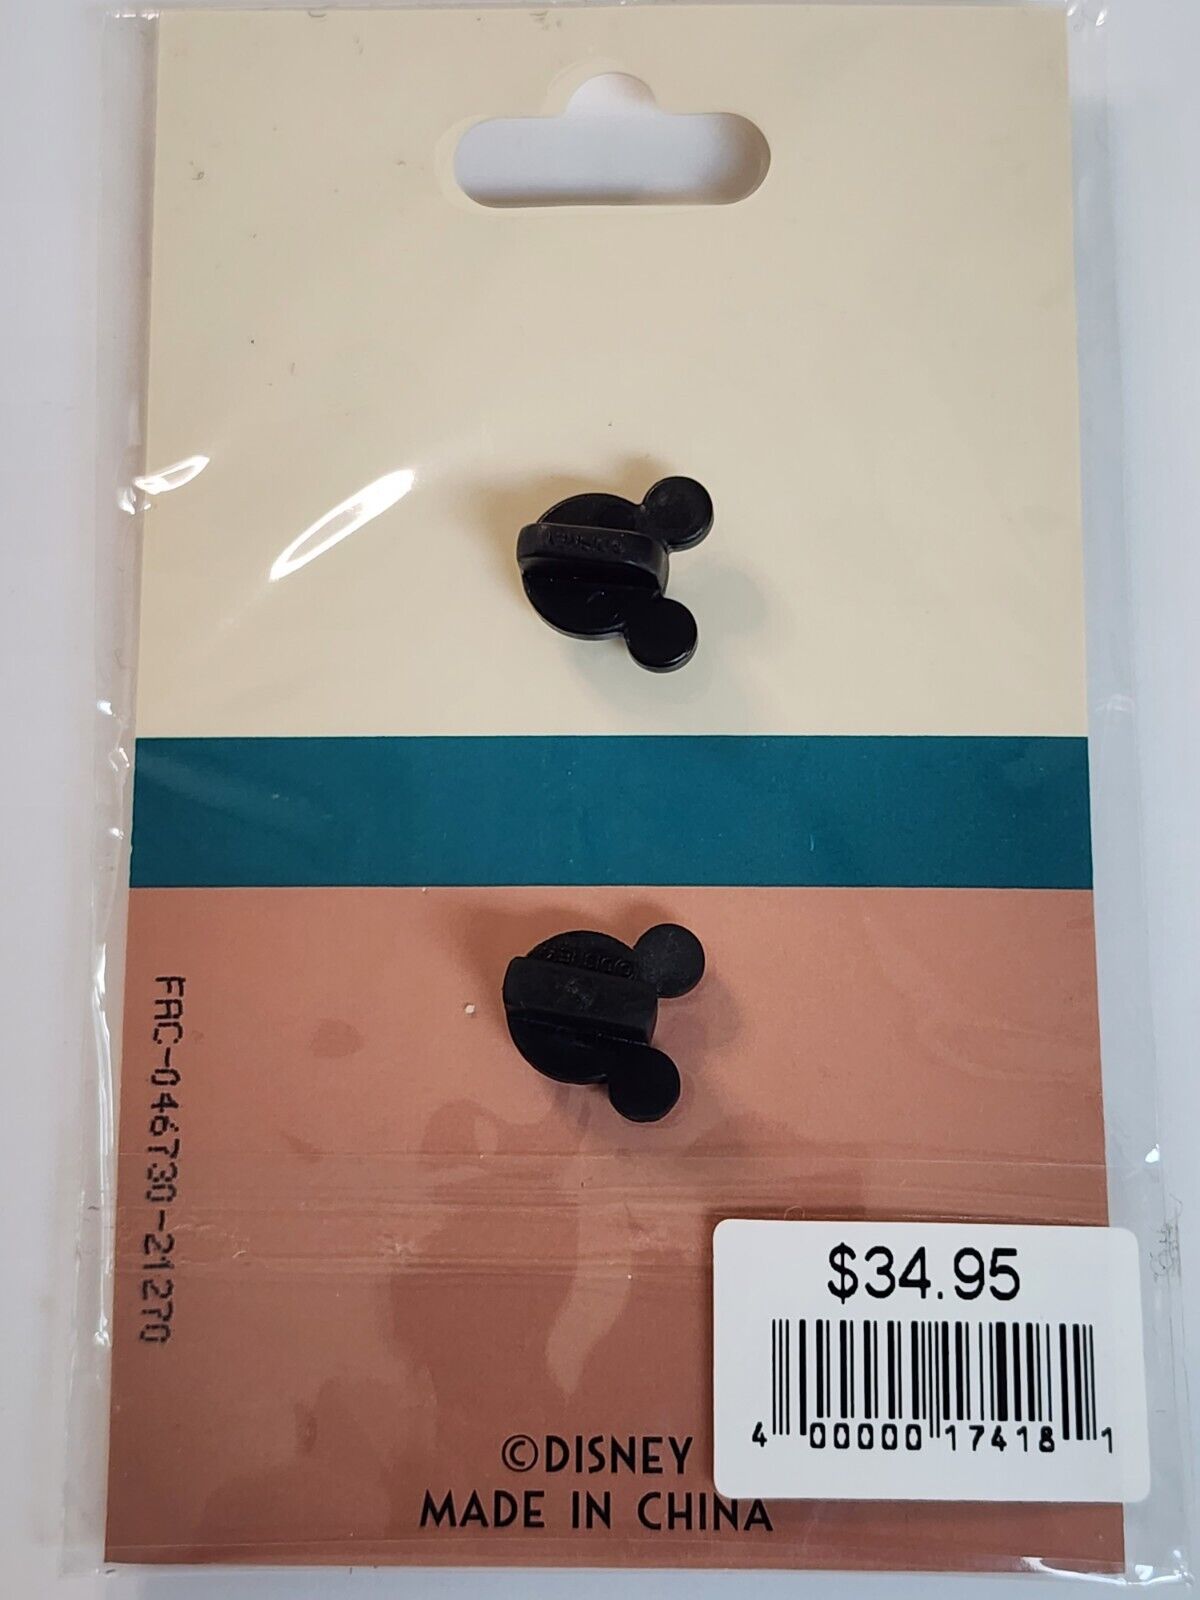 FAC-046730-21270
$34.95
4 00000 17418 1
©DISNEY
MADE IN CHINA